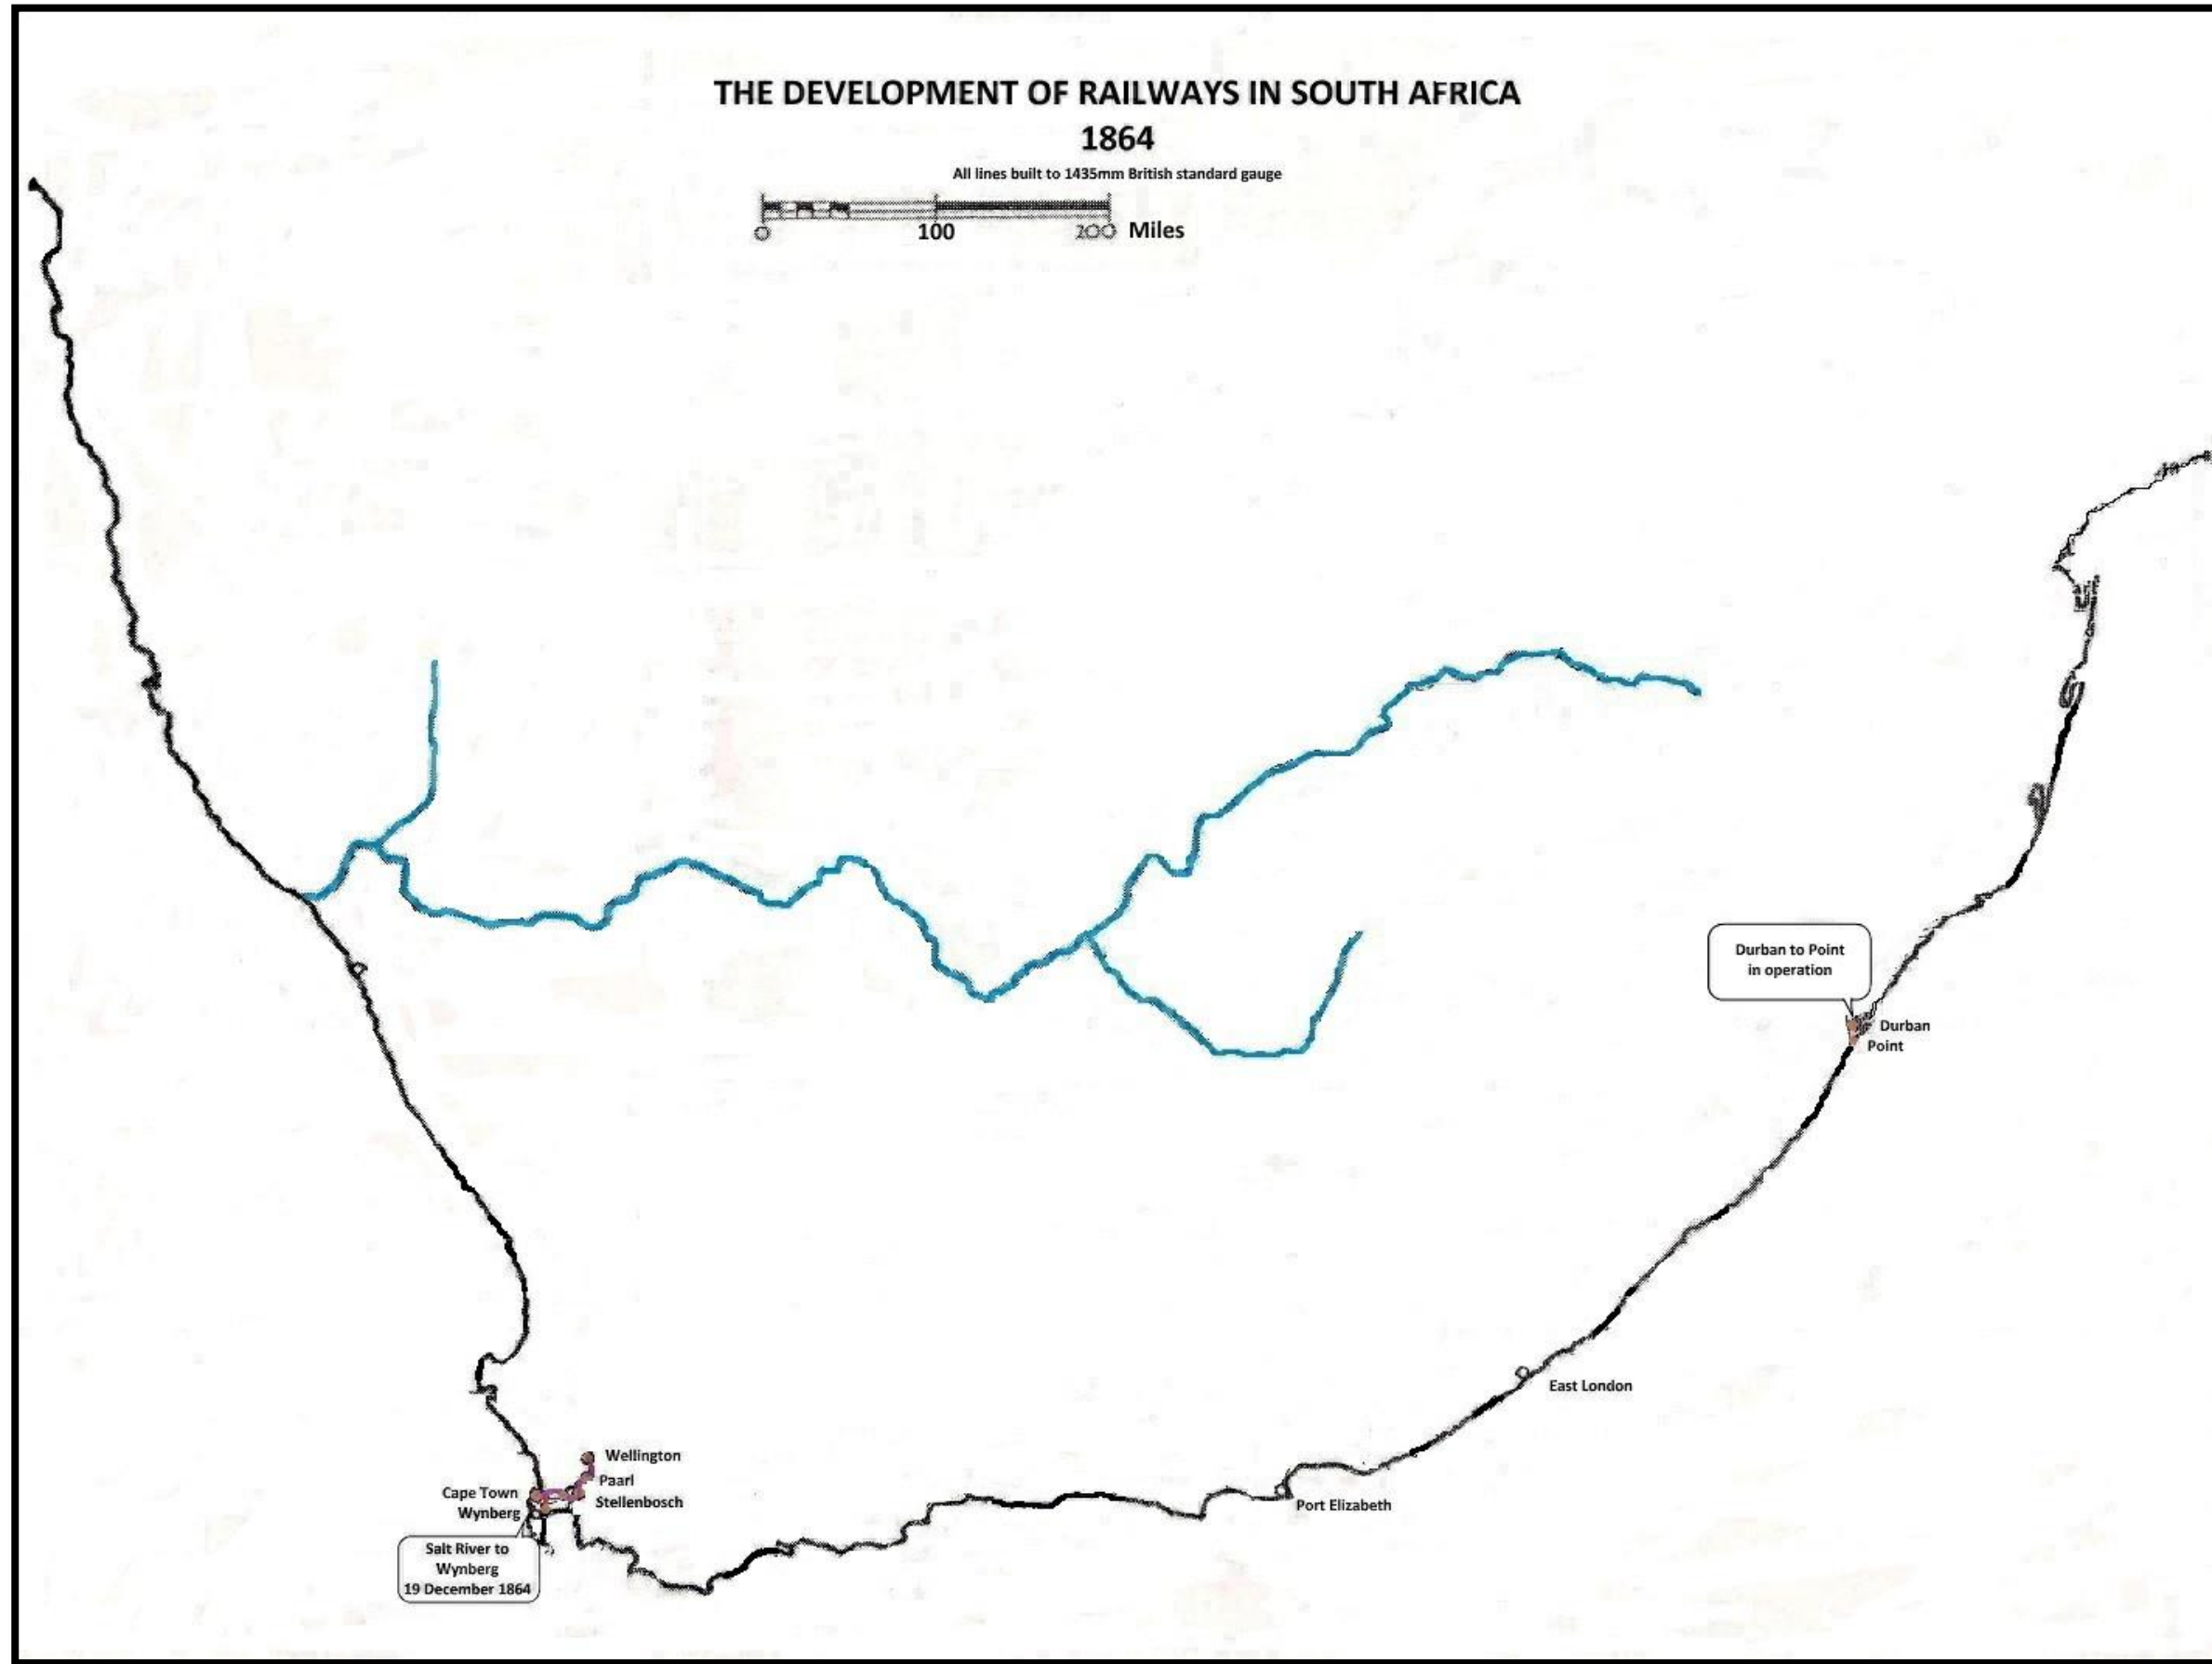 THE DEVELOPMENT OF RAILWAYS IN SOUTH AFRICA
1864
All lines built to 1435mm British standard gauge
0 100 200 Miles
Durban to Point
in operation
Durban
Point
East London
Wellington
Paarl
Cape Town
Stellenbosch
Wynberg
Port Elizabeth
Salt River to
Wynberg
19 December 1864